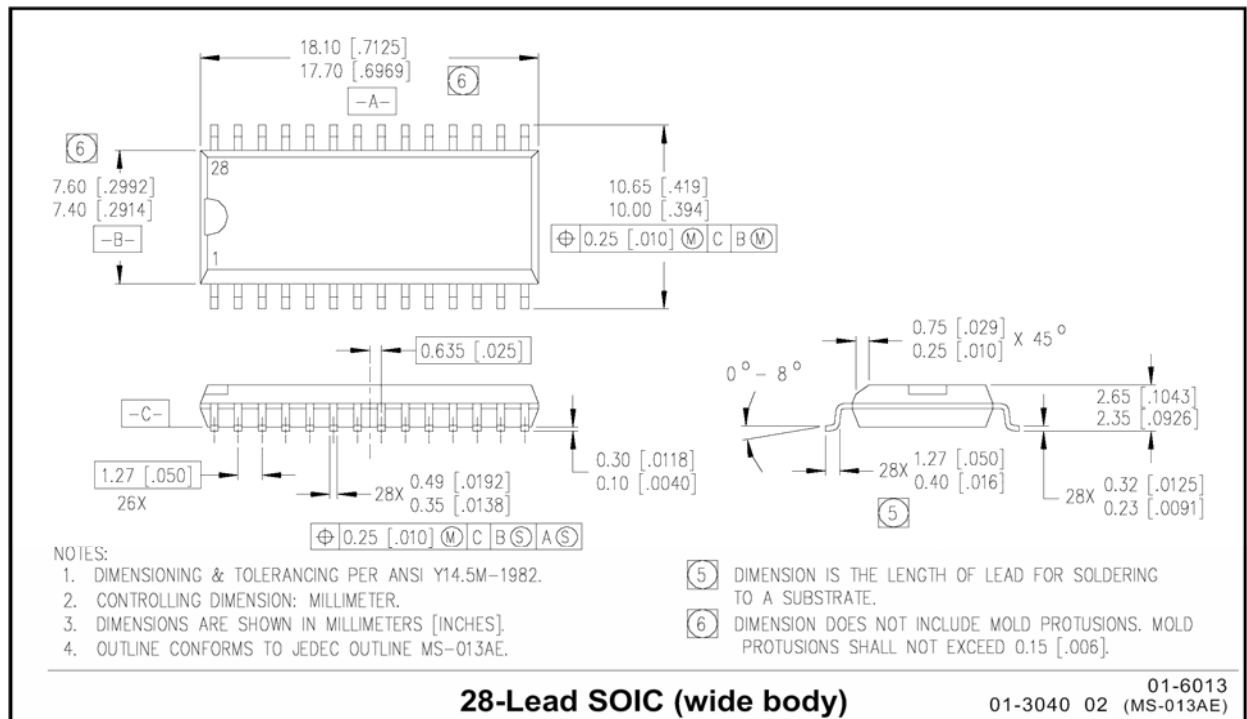 18.10 [.7125]
17.70 [.6969]
6
-A-
6
28
7.60 [.2992]
7.40 [.2914]
-B-
1
10.65 [.419]
10.00 [.394]
⌖ 0.25 [.010] Ⓜ C B Ⓜ
0.635 [.025]
0.75 [.029]
0.25 [.010] X 45°
0° - 8°
-C-
2.65 [.1043]
2.35 [.0926]
1.27 [.050]
26X
28X 0.49 [.0192]
0.35 [.0138]
0.30 [.0118]
0.10 [.0040]
28X 1.27 [.050]
0.40 [.016]
5
28X 0.32 [.0125]
0.23 [.0091]
⌖ 0.25 [.010] Ⓜ C B Ⓢ A Ⓢ
NOTES:
1. DIMENSIONING & TOLERANCING PER ANSI Y14.5M-1982.
2. CONTROLLING DIMENSION: MILLIMETER.
3. DIMENSIONS ARE SHOWN IN MILLIMETERS [INCHES].
4. OUTLINE CONFORMS TO JEDEC OUTLINE MS-013AE.
5 DIMENSION IS THE LENGTH OF LEAD FOR SOLDERING
TO A SUBSTRATE.
6 DIMENSION DOES NOT INCLUDE MOLD PROTUSIONS. MOLD
PROTUSIONS SHALL NOT EXCEED 0.15 [.006].
28-Lead SOIC (wide body)
01-6013
01-3040 02 (MS-013AE)